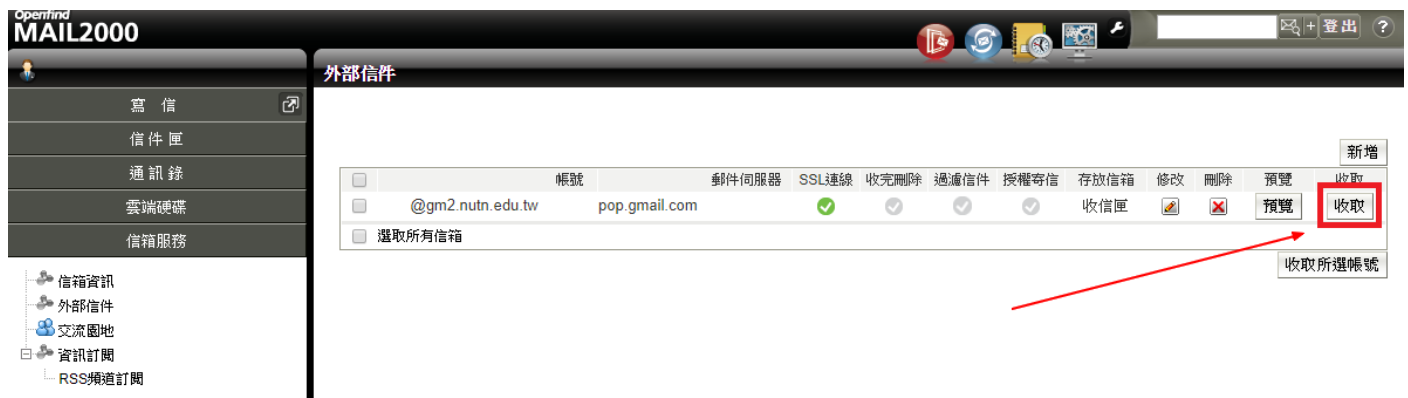 Openfind
MAIL2000
+ 登出 ?
外部信件
寫 信
信件匣
通訊錄
雲端硬碟
信箱服務
信箱資訊
外部信件
交流園地
資訊訂閱
RSS頻道訂閱
新增
帳號 郵件伺服器 SSL連線 收完刪除 過濾信件 授權寄信 存放信箱 修改 刪除 預覽 收取
@gm2.nutn.edu.tw pop.gmail.com 收信匣 預覽 收取
選取所有信箱
收取所選帳號